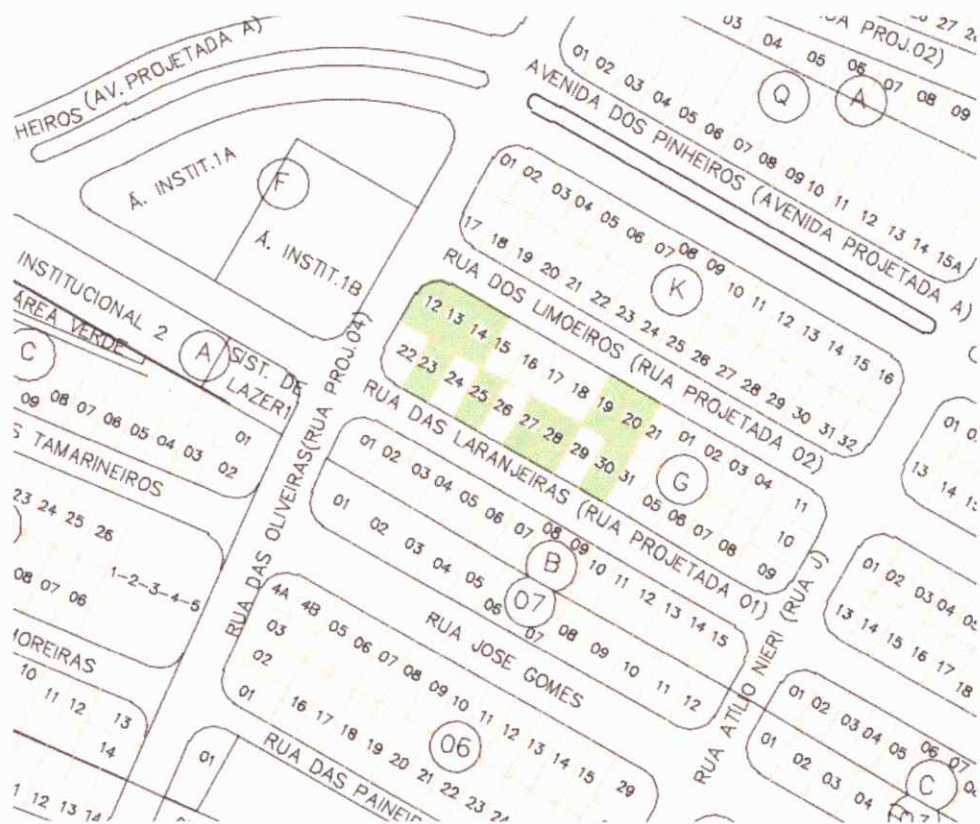 HEIROS (AV. PROJETADA A)
UA PROJ.02)
27
03 04 05 06 07 08 09
Q
A
01 02 03 04 05 06 07 08 09 10 11 12 13 14 15A
AVENIDA DOS PINHEIROS (AVENIDA PROJETADA A)
Á. INSTIT.1A
F
Á. INSTIT.1B
01 02 03 04 05 06 07 08 09 10 11 12 13 14 15 16
K
17 18 19 20 21 22 23 24 25 26 27 28 29 30 31 32
RUA DOS LIMOEIROS (RUA PROJETADA 02)
INSTITUCIONAL 2
ÁREA VERDE
C
A
SIST. DE
LAZER1
09 08 07 06 05 04 03 02
01
S TAMARINEIROS
12 13 14 15 16 17 18 19 20 21 01 02 03 04 11
G
22 23 24 25 26 27 28 29 30 31 05 06 07 08 10
09
RUA DAS LARANJEIRAS (RUA PROJETADA 01)
RUA DAS OLIVEIRAS(RUA PROJ.04)
23 24 25 26
1-2-3-4-5
08 07 06
MOREIRAS
10 11 12 13
14
12 13 14
01 02 03 04 05 06 07 08 09 10 11 12 13 14 15
B
07
01 02 03 04 05 06 07 08 09 10 11 12
RUA JOSE GOMES
4A 4B 05 06 07 08 09 10 11 12 13 14 15 29
03
02
01 16 17 18 19 20 21 22 23 24
06
RUA DAS PAINEI
01
RUA ATÍLIO NIERI (RUA J)
13 14
01 02 03 04
13 14 15 16 17 18
01 02 03 04 05 06 07
01 02 03 04
C